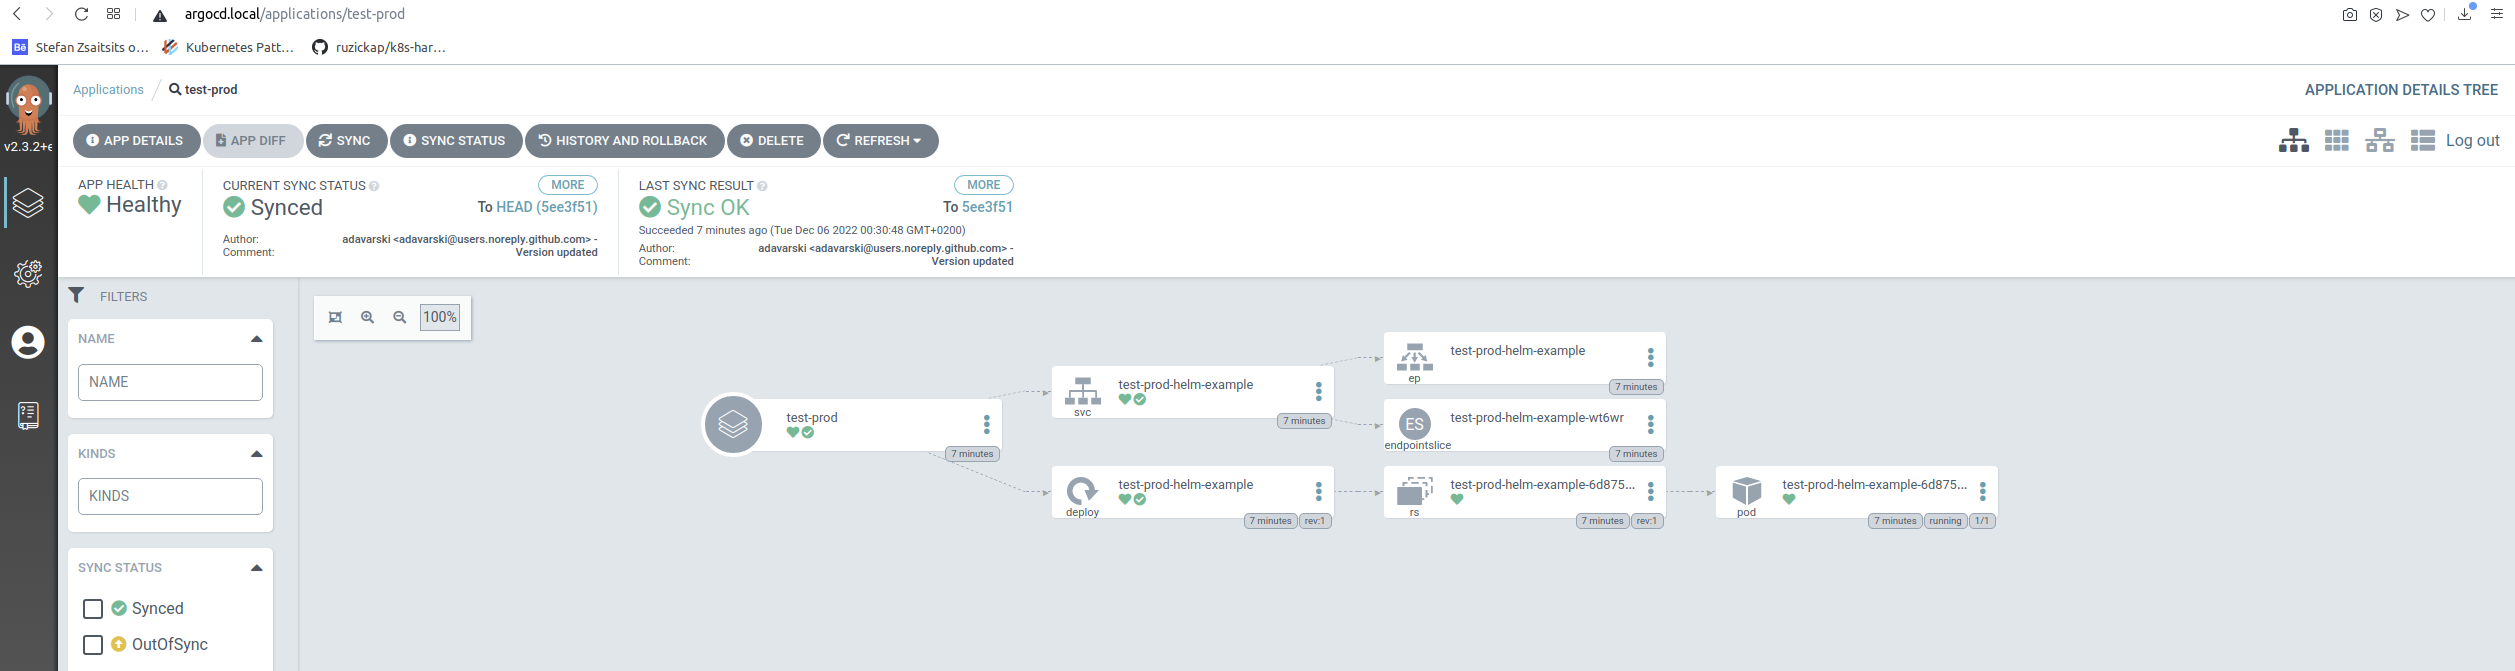 argocd.local/applications/test-prod
Bē Stefan Zsaitsits o... Kubernetes Patt... ruzickap/k8s-har...
Applications / test-prod APPLICATION DETAILS TREE
v2.3.2+e
APP DETAILS APP DIFF SYNC SYNC STATUS HISTORY AND ROLLBACK DELETE REFRESH Log out
APP HEALTH
Healthy
CURRENT SYNC STATUS MORE
Synced To HEAD (5ee3f51)
Author: adavarski <adavarski@users.noreply.github.com> -
Comment: Version updated
LAST SYNC RESULT MORE
Sync OK To 5ee3f51
Succeeded 7 minutes ago (Tue Dec 06 2022 00:30:48 GMT+0200)
Author: adavarski <adavarski@users.noreply.github.com> -
Comment: Version updated
FILTERS
NAME
NAME
KINDS
KINDS
SYNC STATUS
Synced
OutOfSync
100%
test-prod
7 minutes
test-prod-helm-example
svc
7 minutes
test-prod-helm-example
ep
7 minutes
ES
test-prod-helm-example-wt6wr
endpointslice
7 minutes
test-prod-helm-example
deploy
7 minutes rev:1
test-prod-helm-example-6d875...
rs
7 minutes rev:1
test-prod-helm-example-6d875...
pod
7 minutes running 1/1